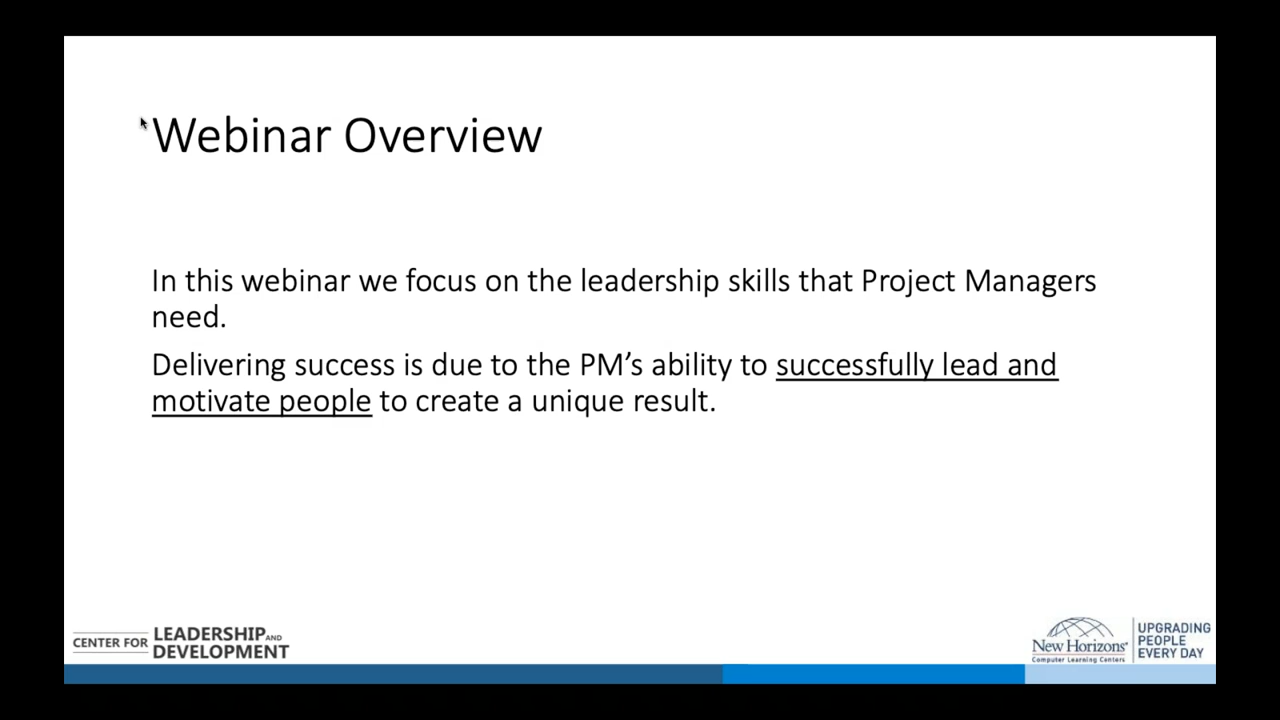 Webinar Overview
In this webinar we focus on the leadership skills that Project Managers
need.
Delivering success is due to the PM's ability to successfully lead and
motivate people to create a unique result.
CENTER FOR LEADERSHIP AND
DEVELOPMENT
New Horizons®
Computer Learning Centers
UPGRADING
PEOPLE
EVERY DAY